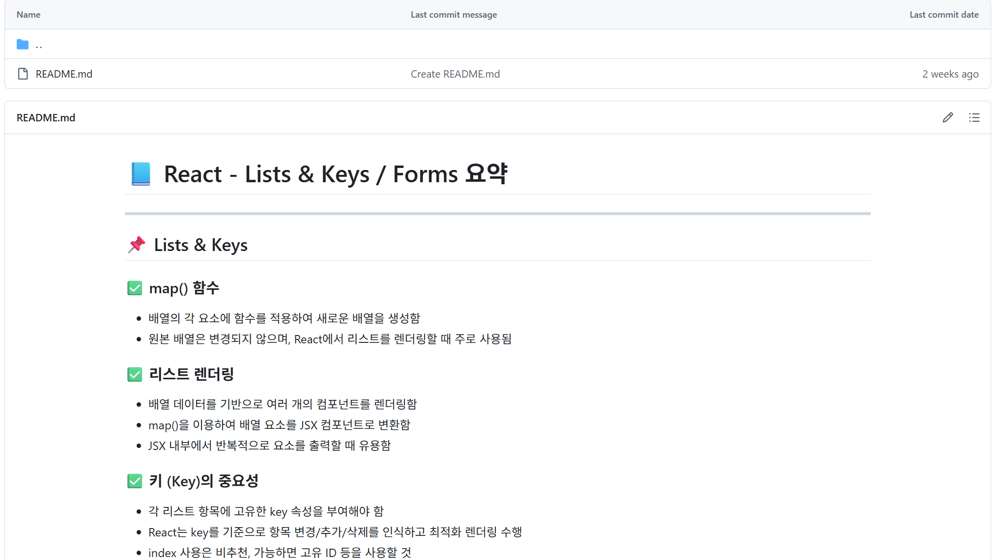 Name Last commit message Last commit date
..
README.md Create README.md 2 weeks ago
README.md
React - Lists & Keys / Forms 요약
Lists & Keys
map() 함수
배열의 각 요소에 함수를 적용하여 새로운 배열을 생성함
원본 배열은 변경되지 않으며, React에서 리스트를 렌더링할 때 주로 사용됨
리스트 렌더링
배열 데이터를 기반으로 여러 개의 컴포넌트를 렌더링함
map()을 이용하여 배열 요소를 JSX 컴포넌트로 변환함
JSX 내부에서 반복적으로 요소를 출력할 때 유용함
키 (Key)의 중요성
각 리스트 항목에 고유한 key 속성을 부여해야 함
React는 key를 기준으로 항목 변경/추가/삭제를 인식하고 최적화 렌더링 수행
index 사용은 비추천, 가능하면 고유 ID 등을 사용할 것